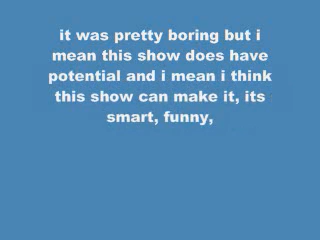 it was pretty boring but i
mean this show does have
potential and i mean i think
this show can make it, its
smart, funny,